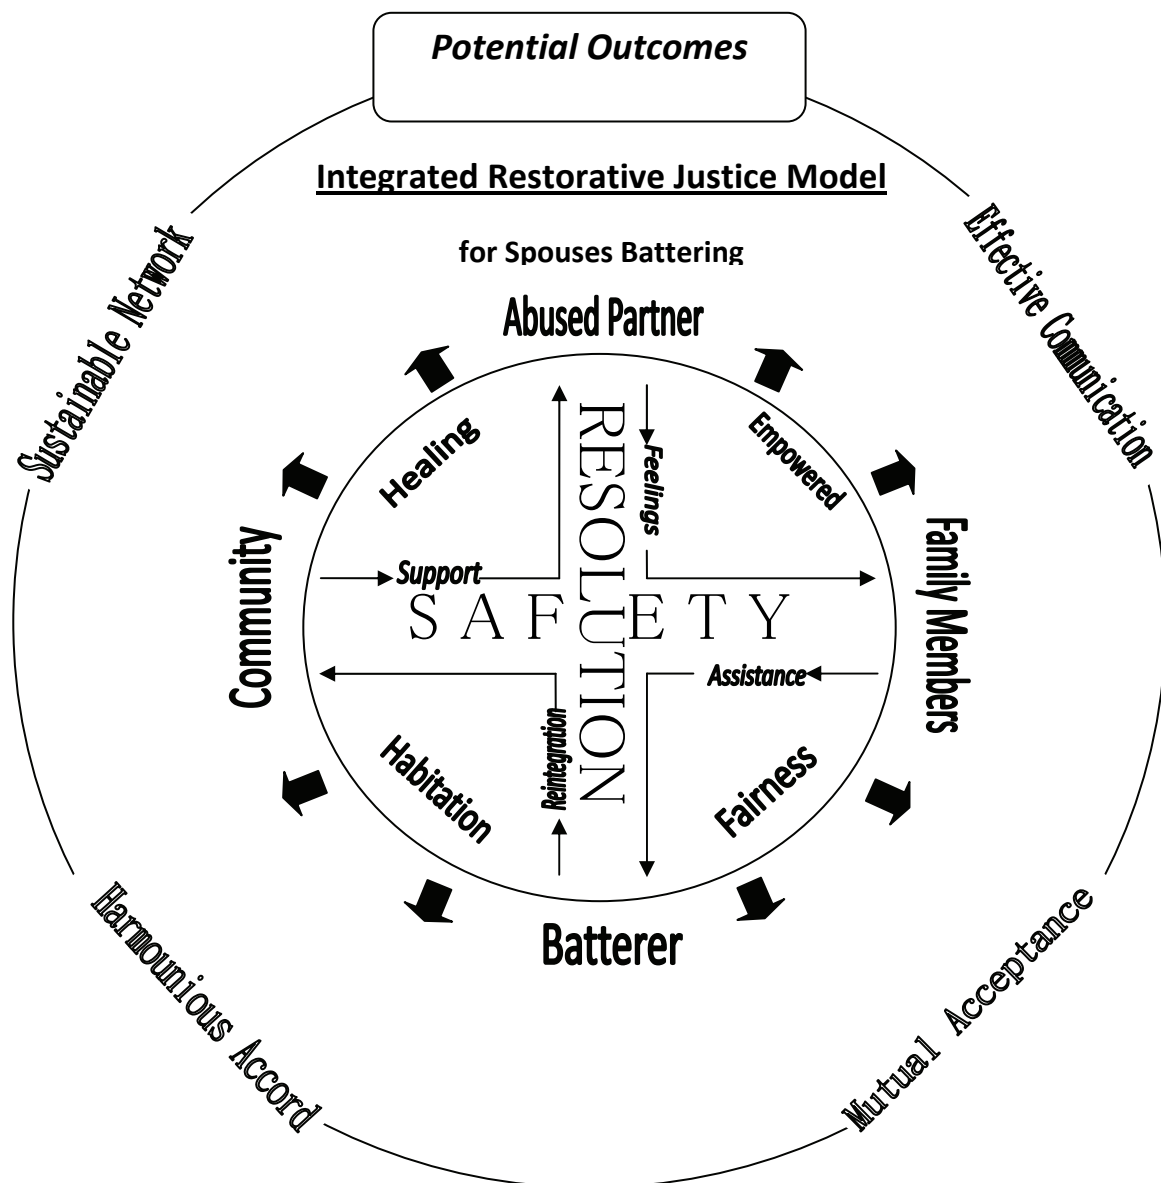 Potential Outcomes
Integrated Restorative Justice Model
for Spouses Battering
Sustainable Network
Effective Communication
Abused Partner
Healing
Feelings
Empowered
Community
Support
RESOLUTION
SAFETY
Family Members
Assistance
Reintegration
Habitation
Fairness
Batterer
Harmounious Accord
Mutual Acceptance